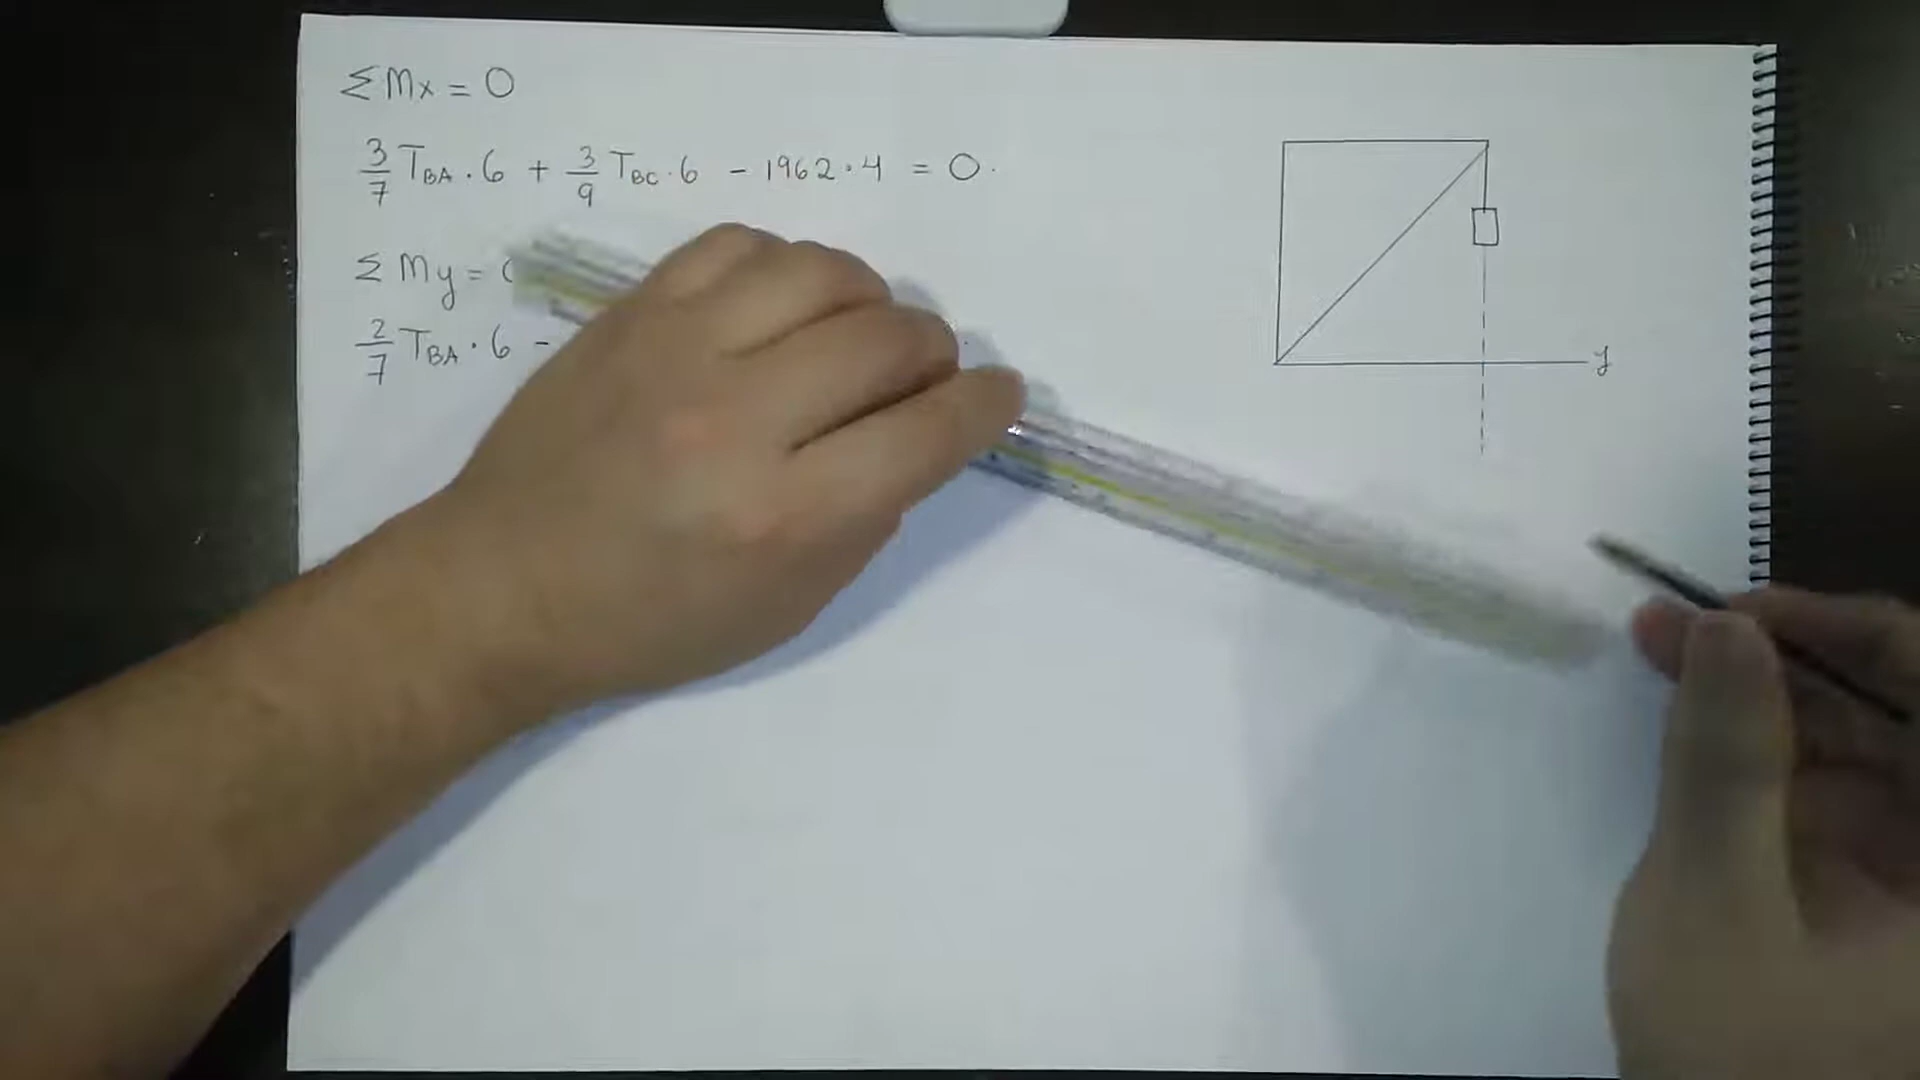 ΣMx = 0
3/7 TBA · 6 + 3/9 TBC · 6 - 1962 · 4 = 0.
ΣMy =
2/7 TBA · 6 -
y